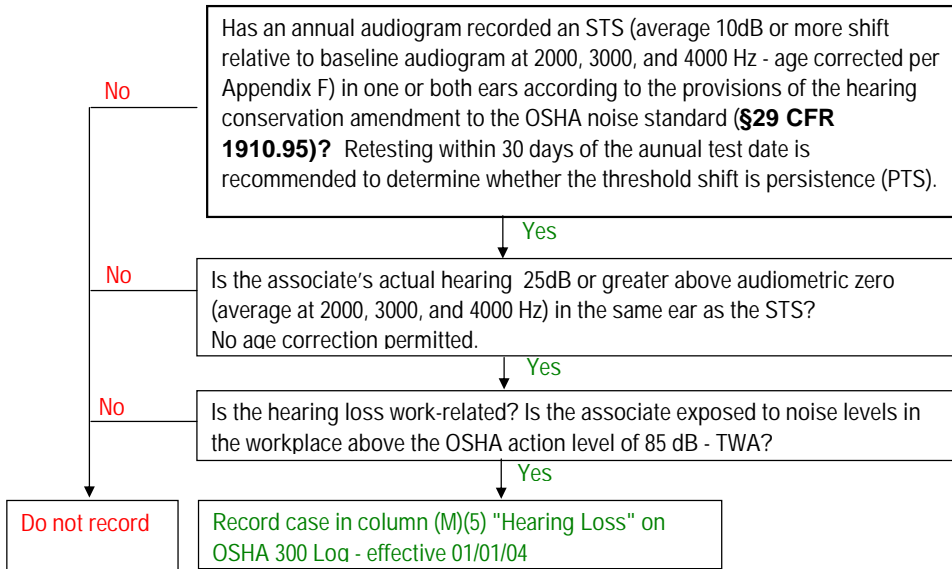 Has an annual audiogram recorded an STS (average 10dB or more shift
relative to baseline audiogram at 2000, 3000, and 4000 Hz - age corrected per
Appendix F) in one or both ears according to the provisions of the hearing
conservation amendment to the OSHA noise standard (§29 CFR
1910.95)? Retesting within 30 days of the aunual test date is
recommended to determine whether the threshold shift is persistence (PTS).
No
Yes
Is the associate's actual hearing 25dB or greater above audiometric zero
(average at 2000, 3000, and 4000 Hz) in the same ear as the STS?
No age correction permitted.
No
Yes
Is the hearing loss work-related? Is the associate exposed to noise levels in
the workplace above the OSHA action level of 85 dB - TWA?
No
Yes
Do not record
Record case in column (M)(5) "Hearing Loss" on
OSHA 300 Log - effective 01/01/04